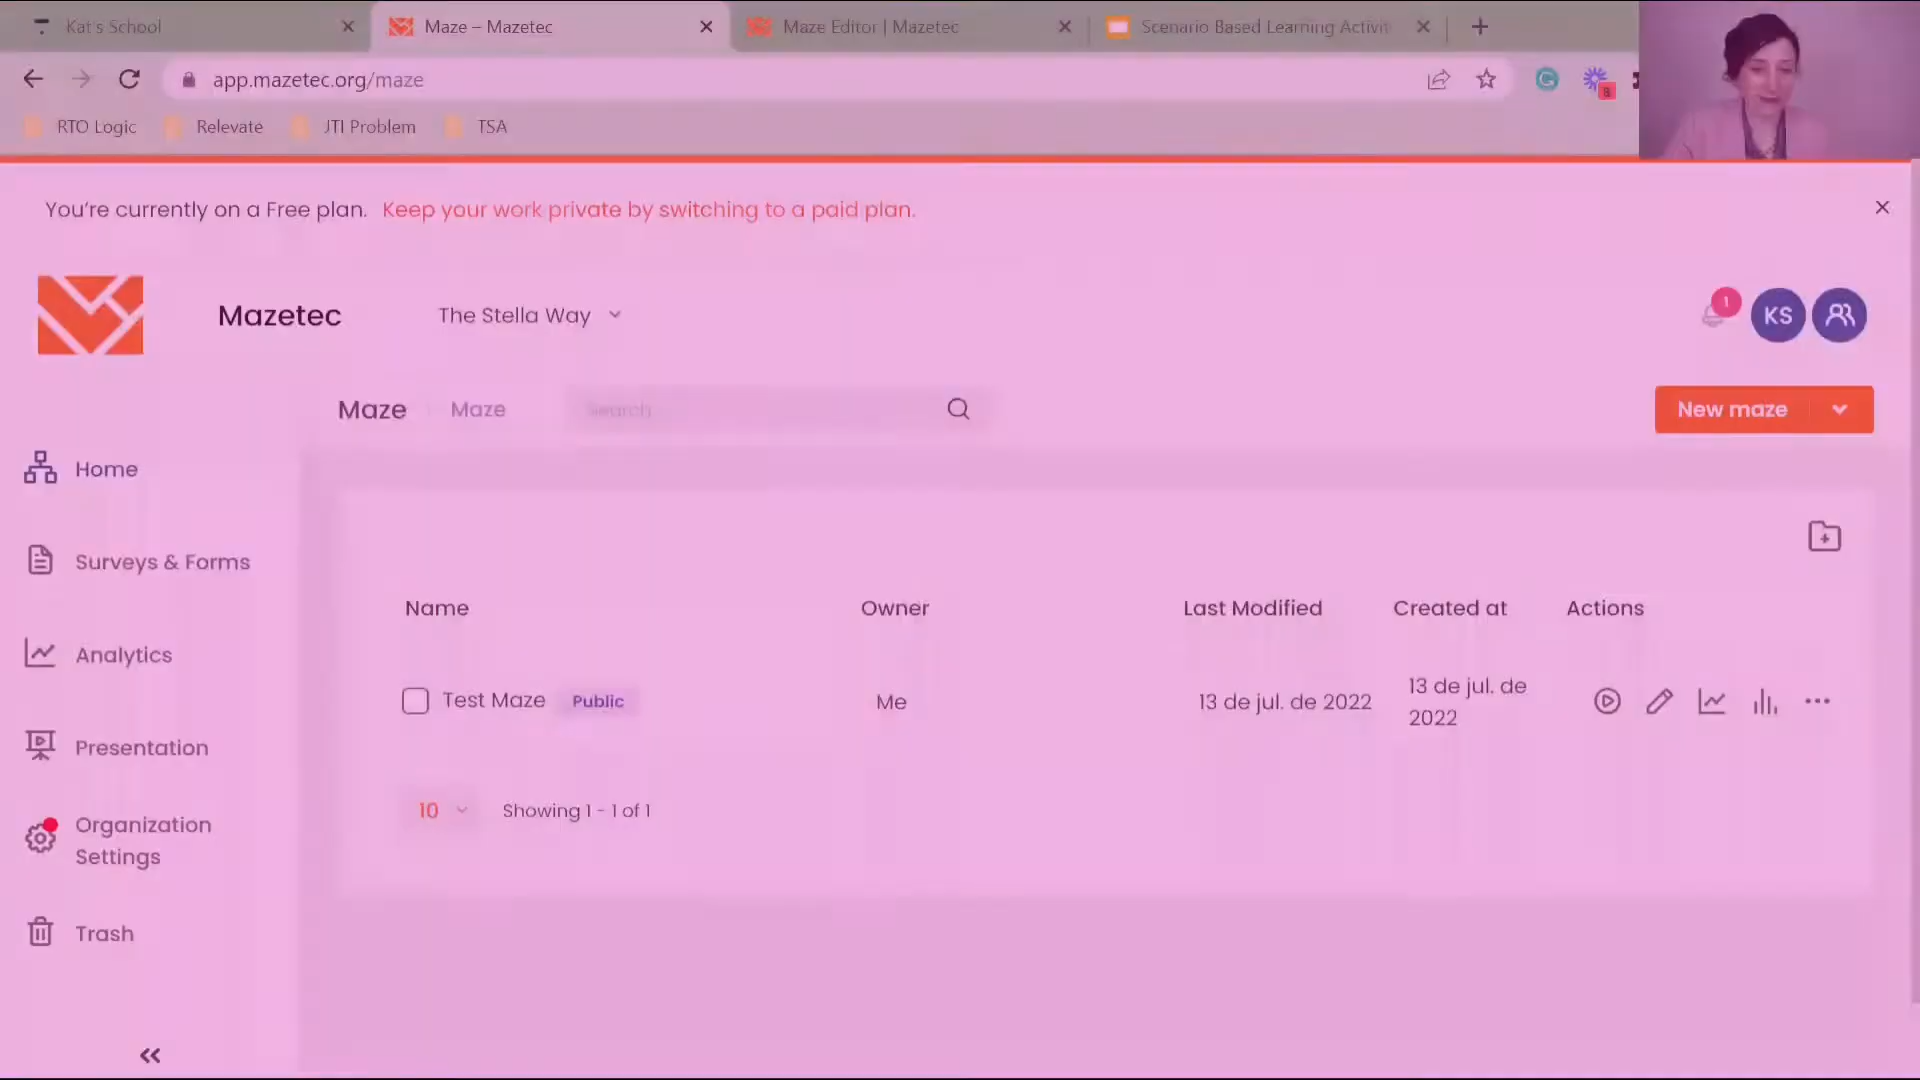 Kat's School
Maze – Mazetec
Maze Editor | Mazetec
Scenario Based Learning Activit
app.mazetec.org/maze
8
RTO Logic
Relevate
JTI Problem
TSA
You're currently on a Free plan. Keep your work private by switching to a paid plan.
Mazetec
The Stella Way
1
KS
Maze
Maze
Search
New maze
Home
Surveys & Forms
Analytics
Presentation
Organization
Settings
Trash
Name
Owner
Last Modified
Created at
Actions
Test Maze
Public
Me
13 de jul. de 2022
13 de jul. de
2022
10
Showing 1 - 1 of 1